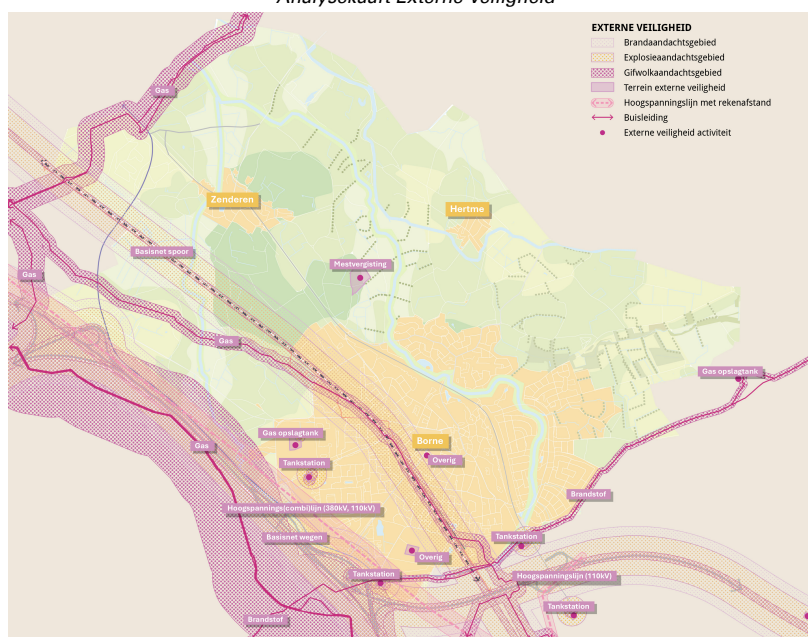 Analysekaart Externe Veiligheid
EXTERNE VEILIGHEID
Brandaandachtsgebied
Explosieaandachtsgebied
Gifwolkaandachtsgebied
Terrein externe veiligheid
Hoogspanningslijn met rekenafstand
Buisleiding
Externe veiligheid activiteit
Gas
Zenderen
Hertme
Basisnet spoor
Mestvergisting
Gas
Gas
Gas opslagtank
Gas opslagtank
Borne
Gas
Overig
Tankstation
Brandstof
Hoogspannings(combi)lijn (380kV, 110kV)
Basisnet wegen
Tankstation
Overig
Tankstation
Hoogspanningslijn (110kV)
Tankstation
Brandstof